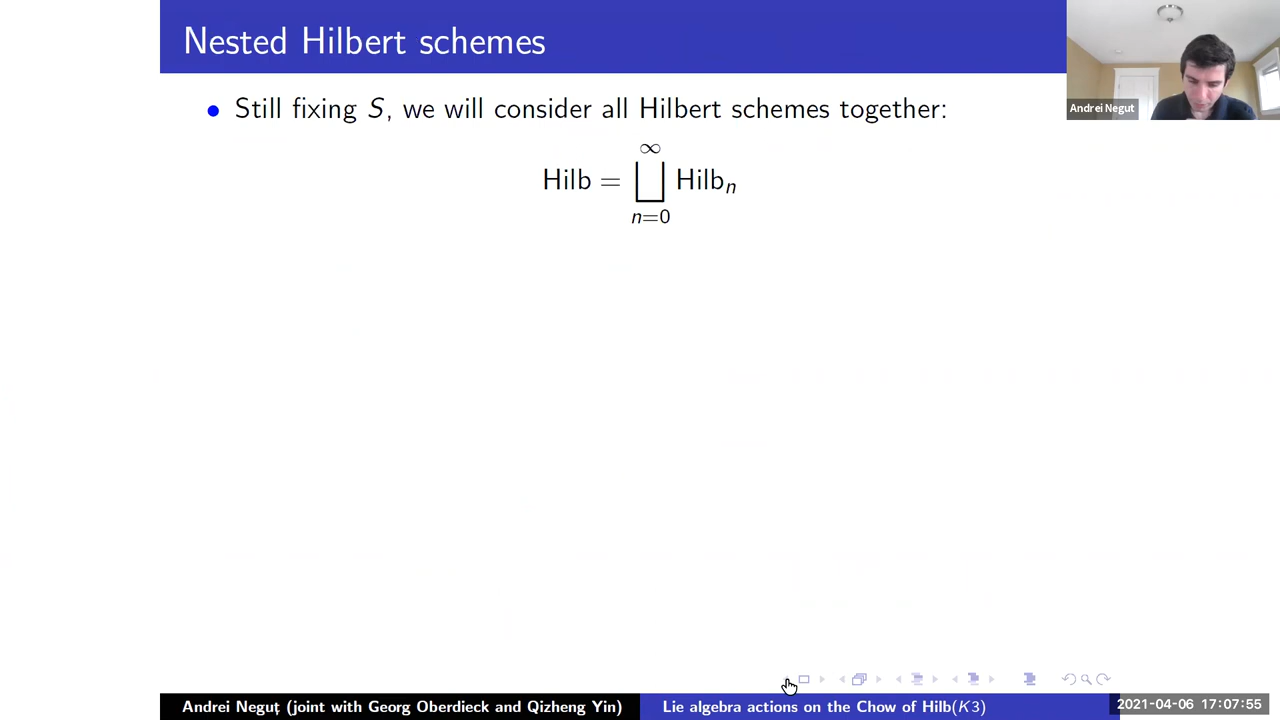 Nested Hilbert schemes
Andrei Negut
• Still fixing S, we will consider all Hilbert schemes together:
∞
Hilb = ⨆ Hilbₙ
n=0
Andrei Neguț (joint with Georg Oberdieck and Qizheng Yin)
Lie algebra actions on the Chow of Hilb(K3)
2021-04-06 17:07:55